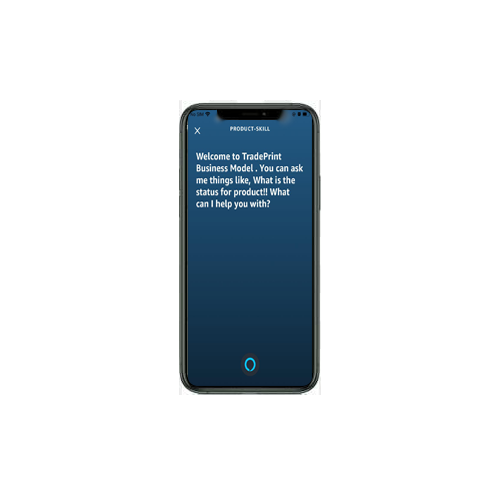 PRODUCT-SKILL
Welcome to TradePrint
Business Model . You can ask
me things like, What is the
status for product!! What
can I help you with?